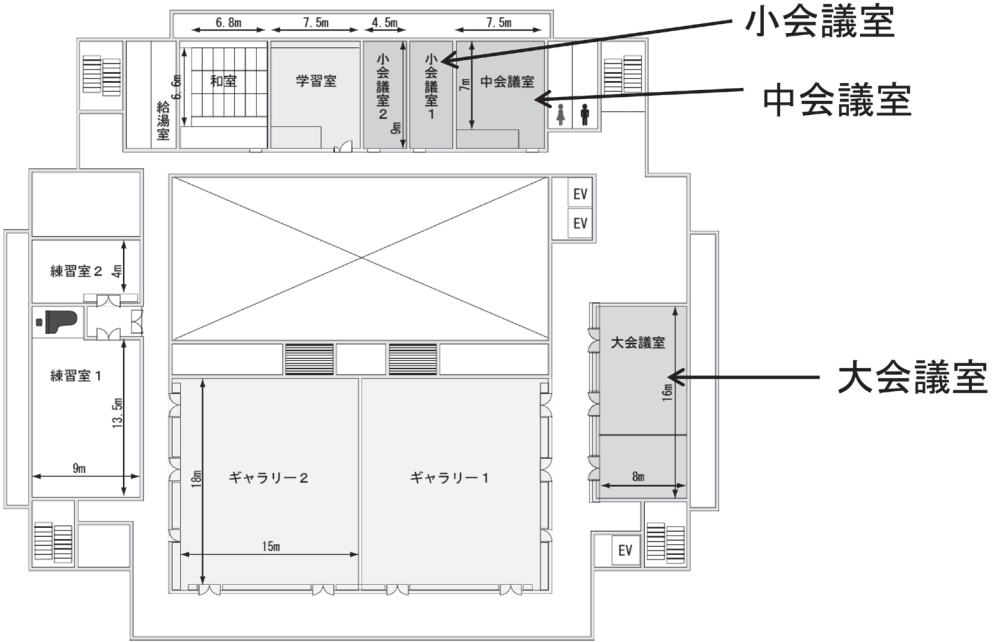 小会議室
中会議室
大会議室
6.8m
7.5m
4.5m
7.5m
6.6m
和室
給湯室
学習室
小会議室2
9m
小会議室1
7m
中会議室
EV
EV
練習室2
4m
練習室1
13.5m
9m
大会議室
16m
8m
ギャラリー2
18m
15m
ギャラリー1
EV